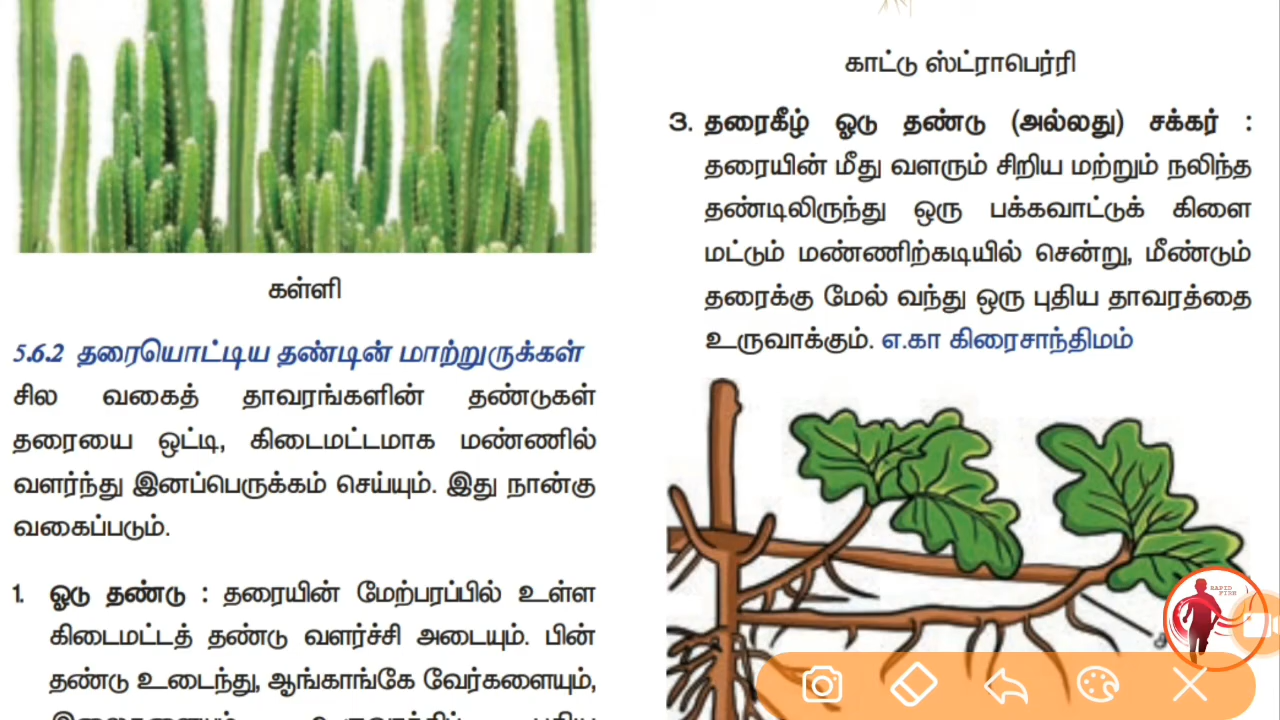 கள்ளி
5.6.2 தரையொட்டிய தண்டின் மாற்றுருக்கள்
சில வகைத் தாவரங்களின் தண்டுகள்
தரையை ஒட்டி, கிடைமட்டமாக மண்ணில்
வளர்ந்து இனப்பெருக்கம் செய்யும். இது நான்கு
வகைப்படும்.
1. ஓடு தண்டு : தரையின் மேற்பரப்பில் உள்ள
கிடைமட்டத் தண்டு வளர்ச்சி அடையும். பின்
தண்டு உடைந்து, ஆங்காங்கே வேர்களையும்,
காட்டு ஸ்ட்ராபெர்ரி
3. தரைகீழ் ஓடு தண்டு (அல்லது) சக்கர் :
தரையின் மீது வளரும் சிறிய மற்றும் நலிந்த
தண்டிலிருந்து ஒரு பக்கவாட்டுக் கிளை
மட்டும் மண்ணிற்கடியில் சென்று, மீண்டும்
தரைக்கு மேல் வந்து ஒரு புதிய தாவரத்தை
உருவாக்கும். எ.கா கிரைசாந்திமம்
RAPID
FISH